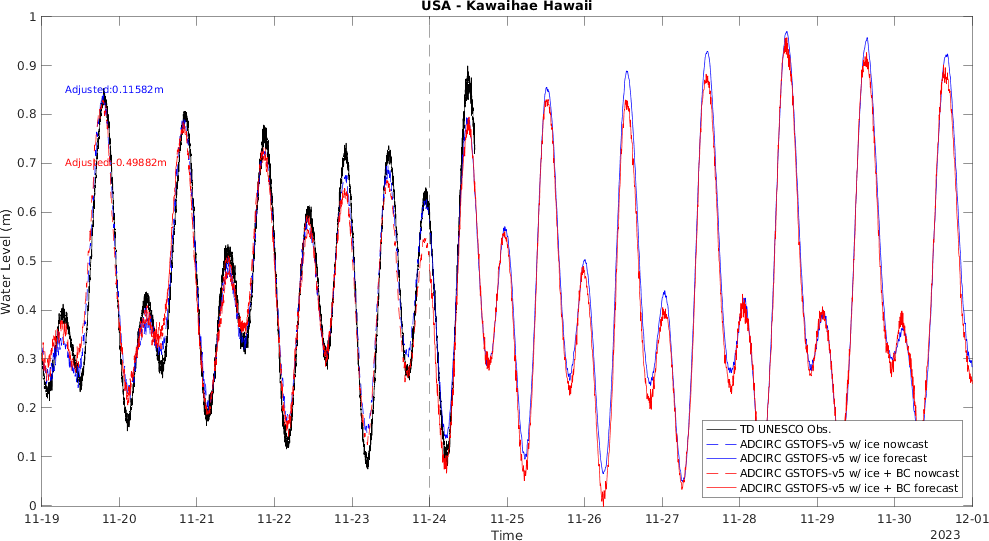 USA - Kawaihae Hawaii
1
0.9
Adjusted:0.11582m
0.8
0.7
Adjusted:-0.49882m
0.6
0.5
0.4
0.3
0.2
0.1
0
Water Level (m)
TD UNESCO Obs.
ADCIRC GSTOFS-v5 w/ ice nowcast
ADCIRC GSTOFS-v5 w/ ice forecast
ADCIRC GSTOFS-v5 w/ ice + BC nowcast
ADCIRC GSTOFS-v5 w/ ice + BC forecast
11-19 11-20 11-21 11-22 11-23 11-24 11-25 11-26 11-27 11-28 11-29 11-30 12-01
Time
2023